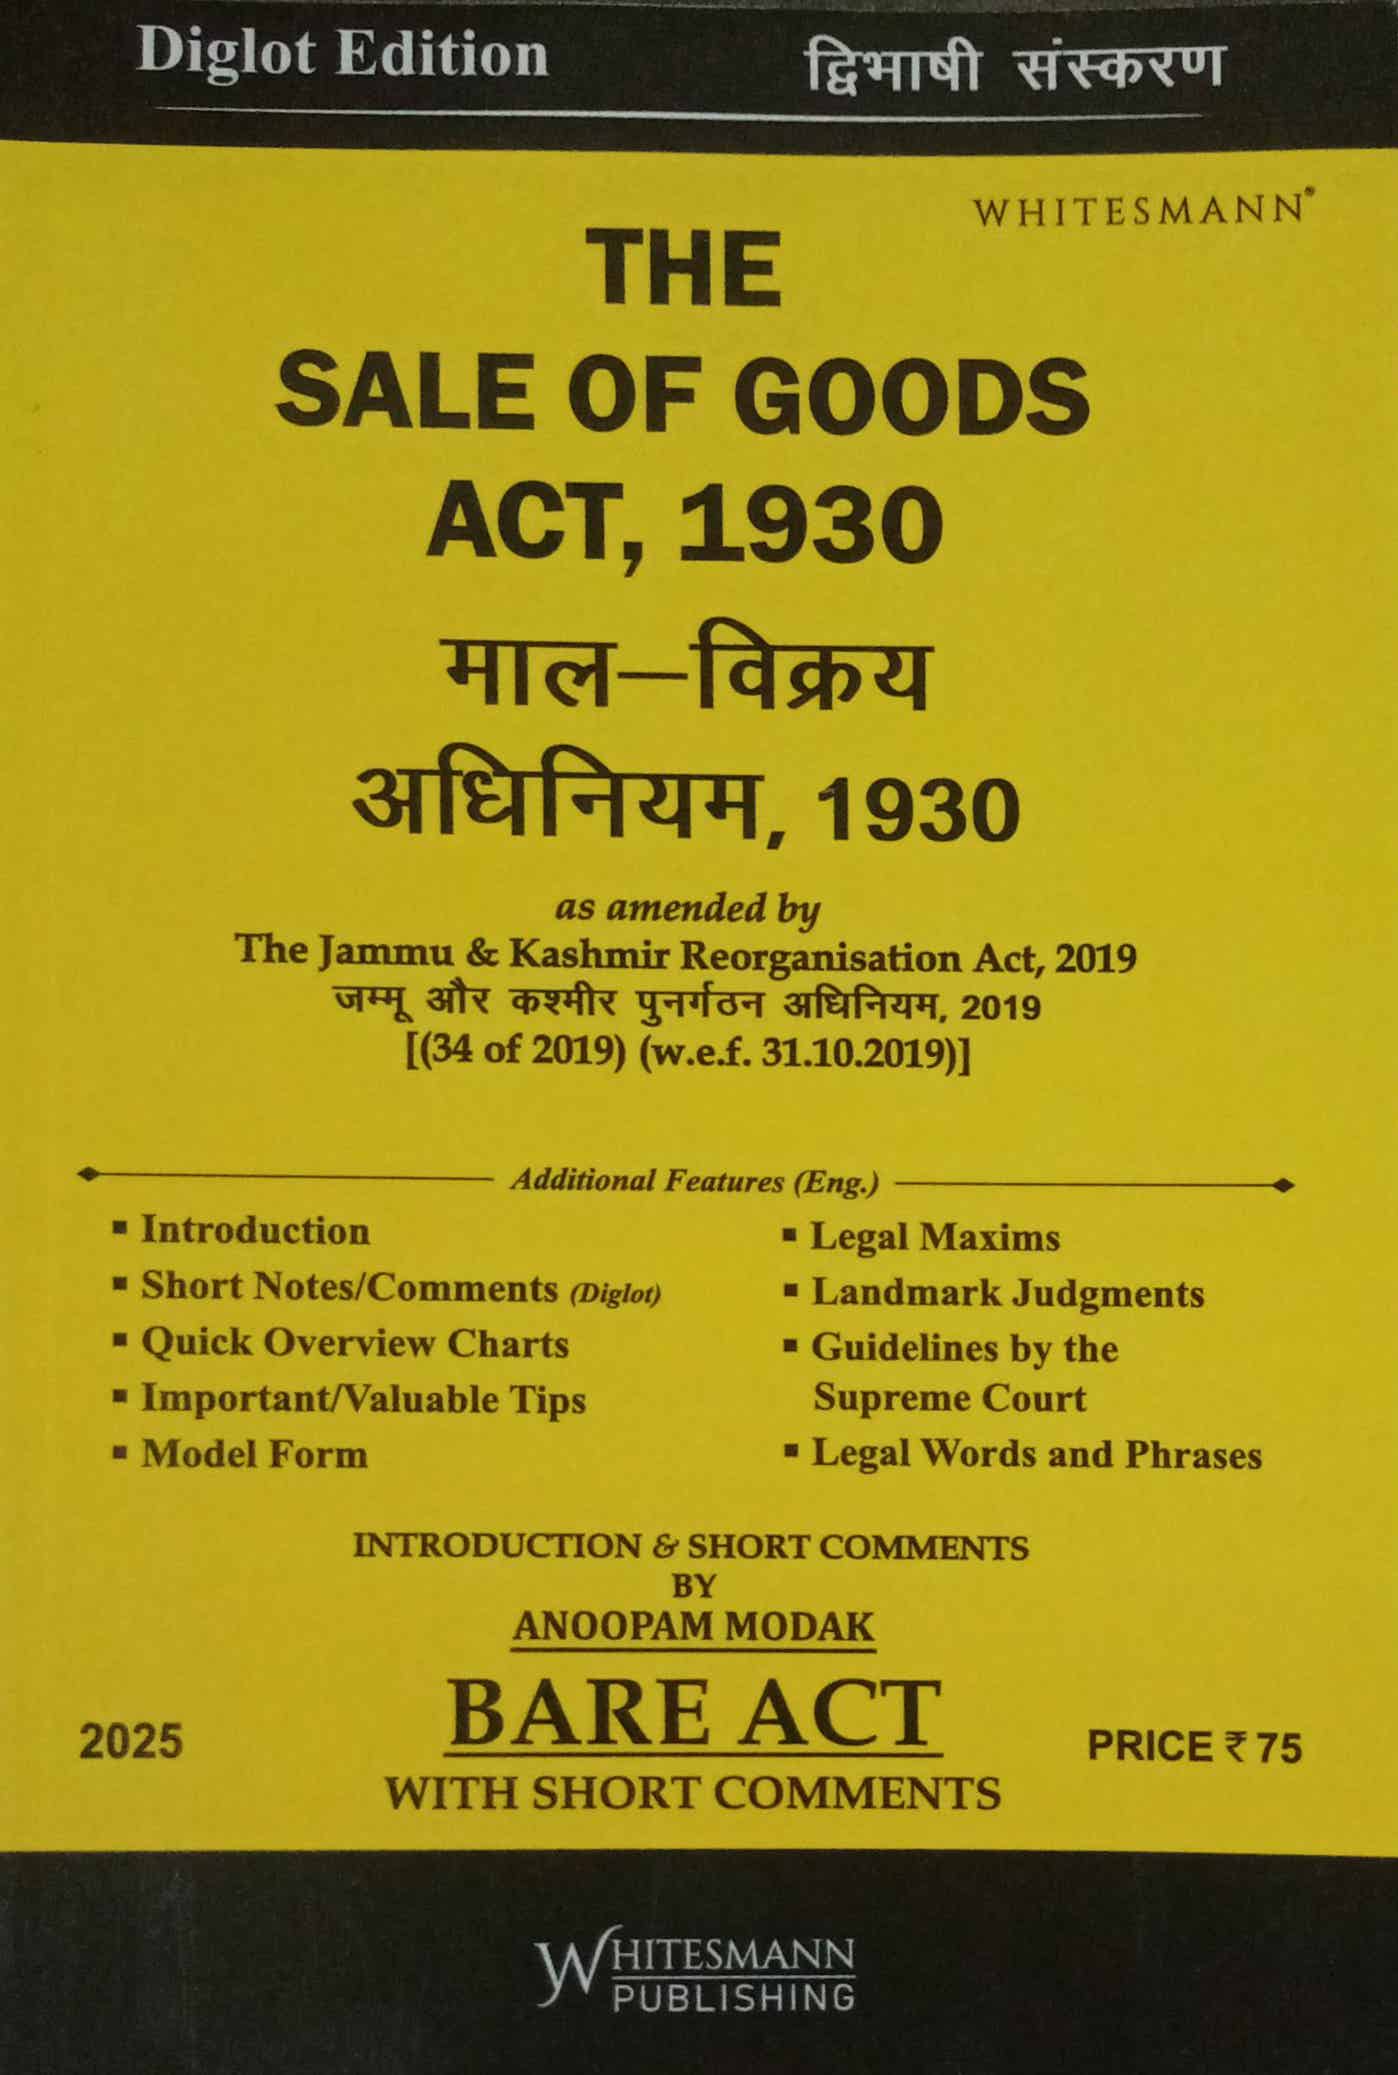 Diglot Edition द्विभाषी संस्करण
WHITESMANN®
THE
SALE OF GOODS
ACT, 1930
माल–विक्रय
अधिनियम, 1930
as amended by
The Jammu & Kashmir Reorganisation Act, 2019
जम्मू और कश्मीर पुनर्गठन अधिनियम, 2019
[(34 of 2019) (w.e.f. 31.10.2019)]
Additional Features (Eng.)
▪ Introduction
▪ Short Notes/Comments (Diglot)
▪ Quick Overview Charts
▪ Important/Valuable Tips
▪ Model Form
▪ Legal Maxims
▪ Landmark Judgments
▪ Guidelines by the
Supreme Court
▪ Legal Words and Phrases
INTRODUCTION & SHORT COMMENTS
BY
ANOOPAM MODAK
BARE ACT
2025
PRICE ₹ 75
WITH SHORT COMMENTS
WHITESMANN
PUBLISHING